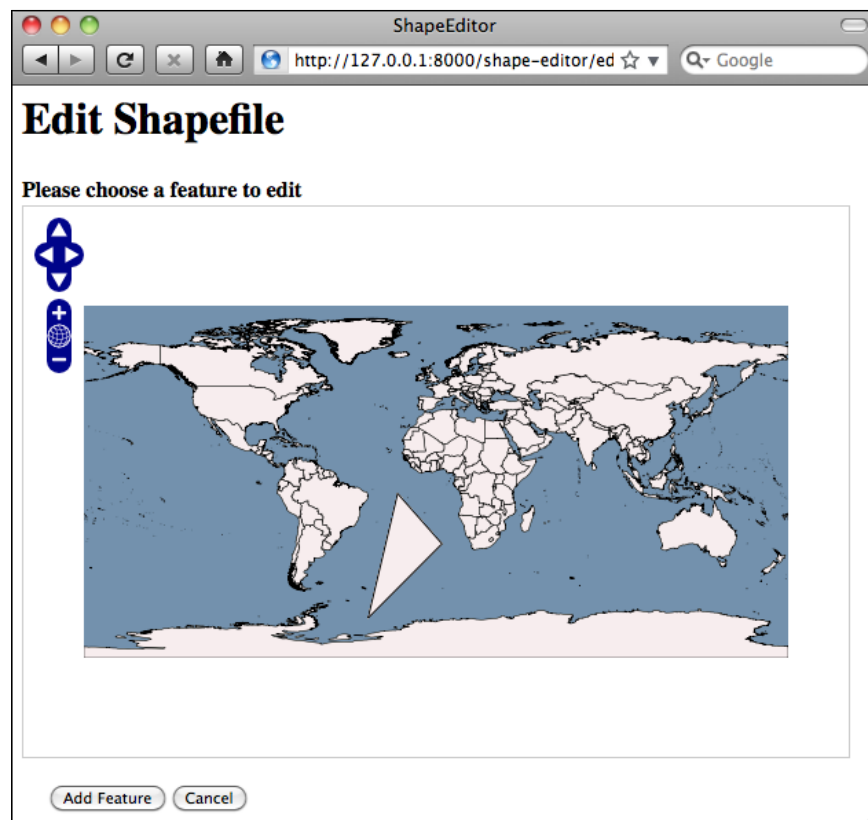 ShapeEditor
http://127.0.0.1:8000/shape-editor/ed
Google
Edit Shapefile
Please choose a feature to edit
Add Feature Cancel